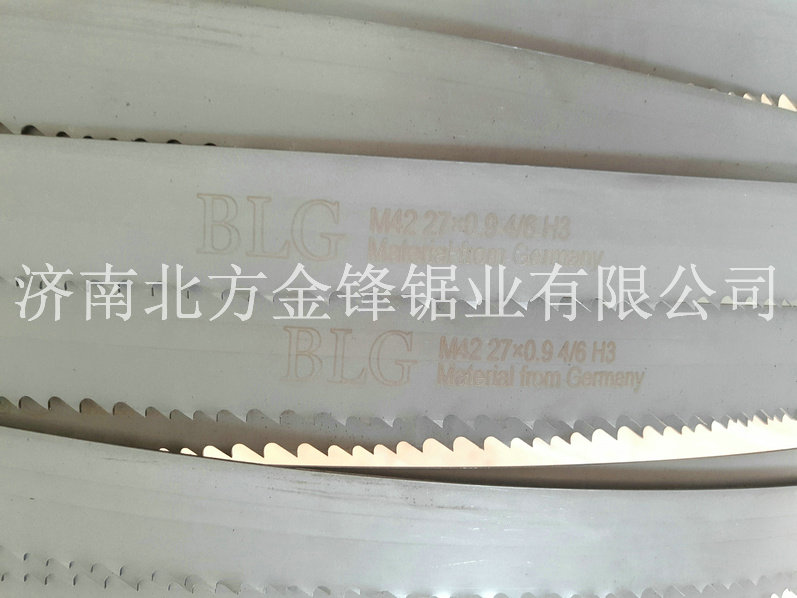 BLG
M42 27×0.9 4/6 H3
Material from Germany
济南北方金锋锯业有限公司
BLG
M42 27×0.9 4/6 H3
Material from Germany